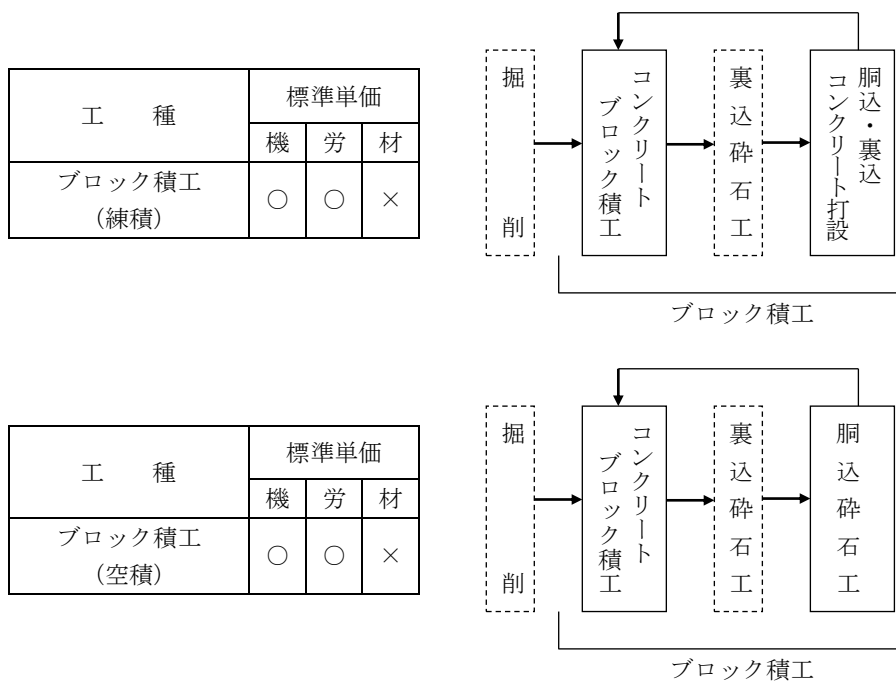 工　種
標準単価
機 労 材
ブロック積工
(練積)
○ ○ ×
掘　削
コンクリート
ブロック積工
裏込砕石工
胴込・裏込
コンクリート打設
ブロック積工
工　種
標準単価
機 労 材
ブロック積工
(空積)
○ ○ ×
掘　削
コンクリート
ブロック積工
裏込砕石工
胴込砕石工
ブロック積工